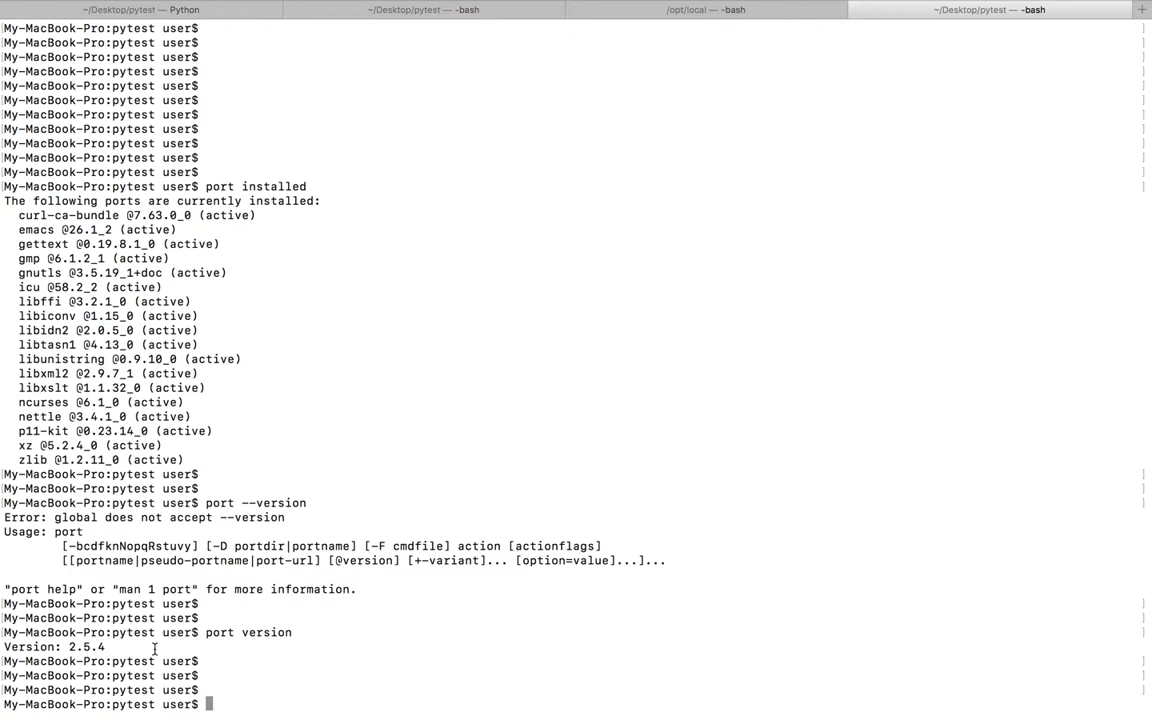 ~/Desktop/pytest — Python
~/Desktop/pytest — -bash
/opt/local — -bash
~/Desktop/pytest — -bash
+
[My-MacBook-Pro:pytest user$ ]
[My-MacBook-Pro:pytest user$ ]
[My-MacBook-Pro:pytest user$ ]
[My-MacBook-Pro:pytest user$ ]
[My-MacBook-Pro:pytest user$ ]
[My-MacBook-Pro:pytest user$ ]
[My-MacBook-Pro:pytest user$ ]
[My-MacBook-Pro:pytest user$ ]
[My-MacBook-Pro:pytest user$ ]
[My-MacBook-Pro:pytest user$ ]
[My-MacBook-Pro:pytest user$ ]
[My-MacBook-Pro:pytest user$ port installed ]
The following ports are currently installed:
  curl-ca-bundle @7.63.0_0 (active)
  emacs @26.1_2 (active)
  gettext @0.19.8.1_0 (active)
  gmp @6.1.2_1 (active)
  gnutls @3.5.19_1+doc (active)
  icu @58.2_2 (active)
  libffi @3.2.1_0 (active)
  libiconv @1.15_0 (active)
  libidn2 @2.0.5_0 (active)
  libtasn1 @4.13_0 (active)
  libunistring @0.9.10_0 (active)
  libxml2 @2.9.7_1 (active)
  libxslt @1.1.32_0 (active)
  ncurses @6.1_0 (active)
  nettle @3.4.1_0 (active)
  p11-kit @0.23.14_0 (active)
  xz @5.2.4_0 (active)
  zlib @1.2.11_0 (active)
[My-MacBook-Pro:pytest user$ ]
[My-MacBook-Pro:pytest user$ ]
[My-MacBook-Pro:pytest user$ port --version ]
Error: global does not accept --version
Usage: port
        [-bcdfknNopqRstuvy] [-D portdir|portname] [-F cmdfile] action [actionflags]
        [[portname|pseudo-portname|port-url] [@version] [+-variant]... [option=value]...]...

"port help" or "man 1 port" for more information.
[My-MacBook-Pro:pytest user$ ]
[My-MacBook-Pro:pytest user$ ]
[My-MacBook-Pro:pytest user$ port version ]
Version: 2.5.4
[My-MacBook-Pro:pytest user$ ]
[My-MacBook-Pro:pytest user$ ]
[My-MacBook-Pro:pytest user$ ]
My-MacBook-Pro:pytest user$